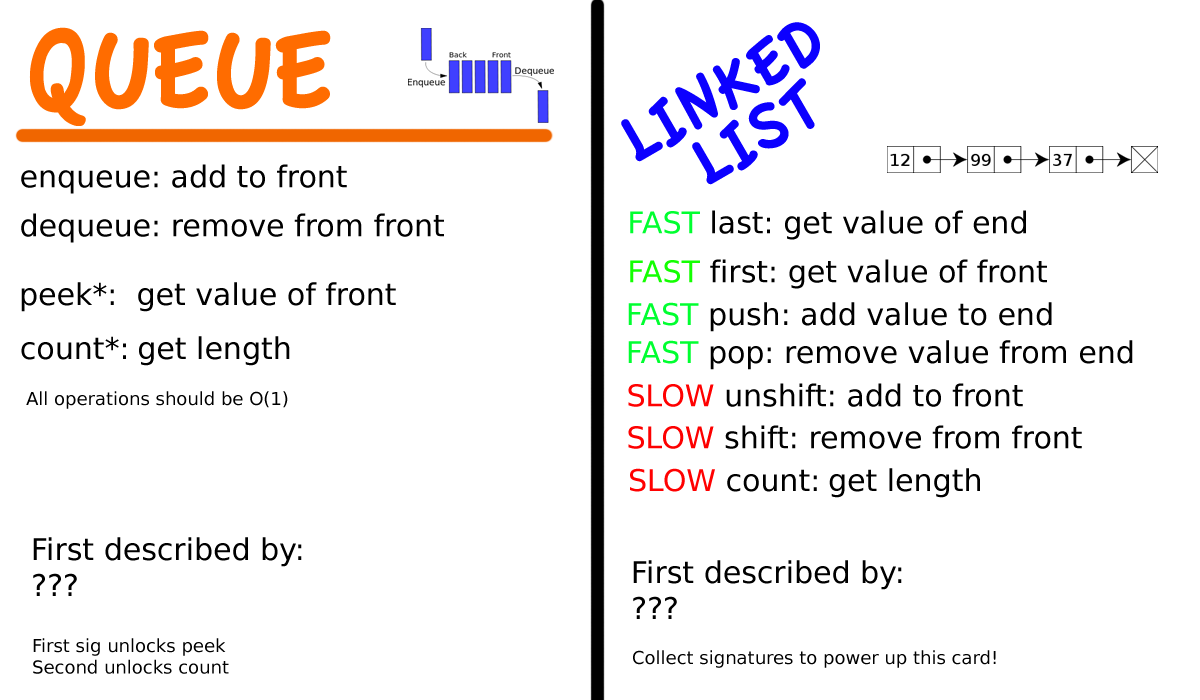 QUEUE
Back Front
Enqueue Dequeue
enqueue: add to front
dequeue: remove from front
peek*: get value of front
count*: get length
All operations should be O(1)
First described by:
???
First sig unlocks peek
Second unlocks count
LINKED
LIST
12 99 37
FAST last: get value of end
FAST first: get value of front
FAST push: add value to end
FAST pop: remove value from end
SLOW unshift: add to front
SLOW shift: remove from front
SLOW count: get length
First described by:
???
Collect signatures to power up this card!